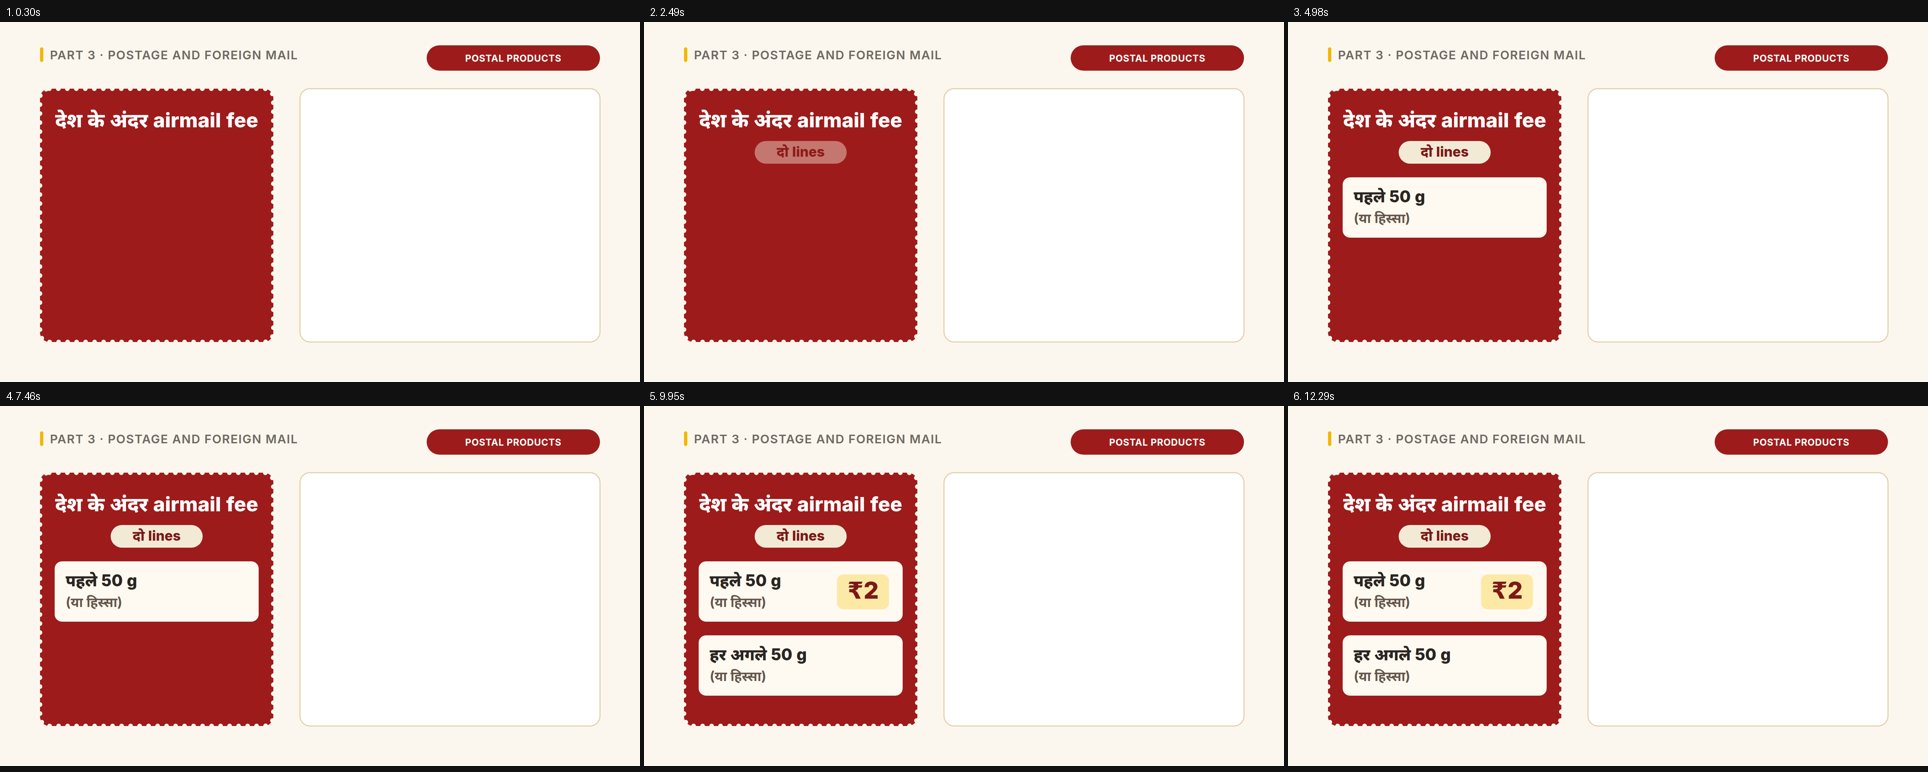 1. 0.30s
PART 3 · POSTAGE AND FOREIGN MAIL
POSTAL PRODUCTS
देश के अंदर airmail fee
2. 2.49s
PART 3 · POSTAGE AND FOREIGN MAIL
POSTAL PRODUCTS
देश के अंदर airmail fee
दो lines
3. 4.98s
PART 3 · POSTAGE AND FOREIGN MAIL
POSTAL PRODUCTS
देश के अंदर airmail fee
दो lines
पहले 50 g
(या हिस्सा)
4. 7.46s
PART 3 · POSTAGE AND FOREIGN MAIL
POSTAL PRODUCTS
देश के अंदर airmail fee
दो lines
पहले 50 g
(या हिस्सा)
5. 9.95s
PART 3 · POSTAGE AND FOREIGN MAIL
POSTAL PRODUCTS
देश के अंदर airmail fee
दो lines
पहले 50 g
(या हिस्सा)
₹2
हर अगले 50 g
(या हिस्सा)
6. 12.29s
PART 3 · POSTAGE AND FOREIGN MAIL
POSTAL PRODUCTS
देश के अंदर airmail fee
दो lines
पहले 50 g
(या हिस्सा)
₹2
हर अगले 50 g
(या हिस्सा)